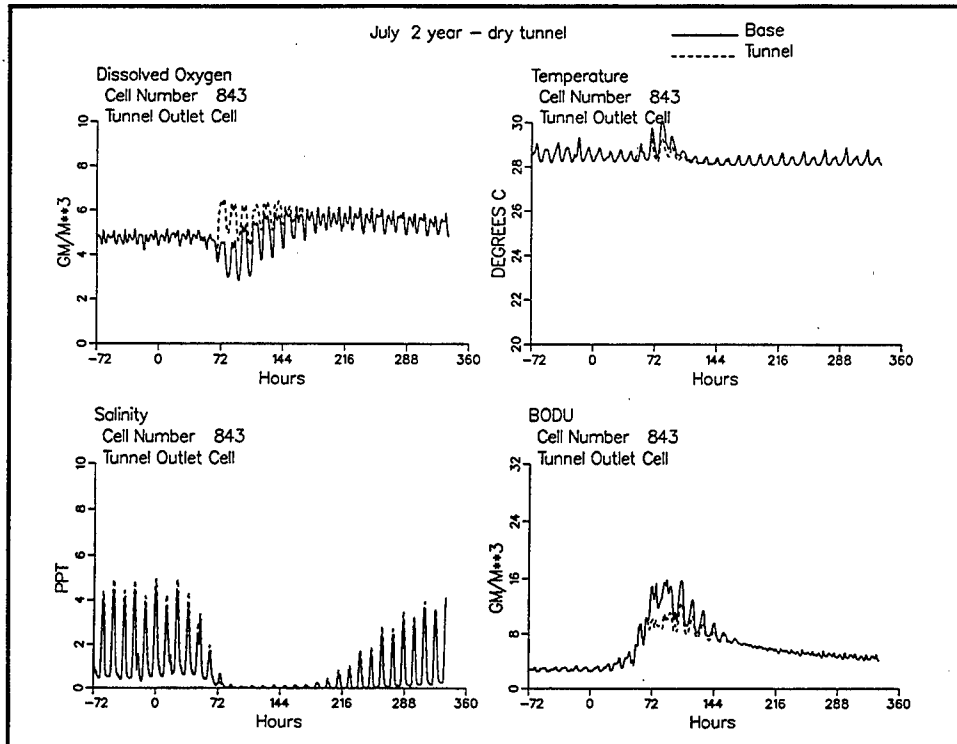 July 2 year - dry tunnel
Base
Tunnel
Dissolved Oxygen
Cell Number 843
Tunnel Outlet Cell
10
8
6
4
2
0
GM/M**3
-72 0 72 144 216 288 360
Hours
Temperature
Cell Number 843
Tunnel Outlet Cell
30
28
26
24
22
20
DEGREES C
-72 0 72 144 216 288 360
Hours
Salinity
Cell Number 843
Tunnel Outlet Cell
10
8
6
4
2
0
PPT
-72 0 72 144 216 288 360
Hours
BODU
Cell Number 843
Tunnel Outlet Cell
32
24
16
8
0
GM/M**3
-72 0 72 144 216 288 360
Hours